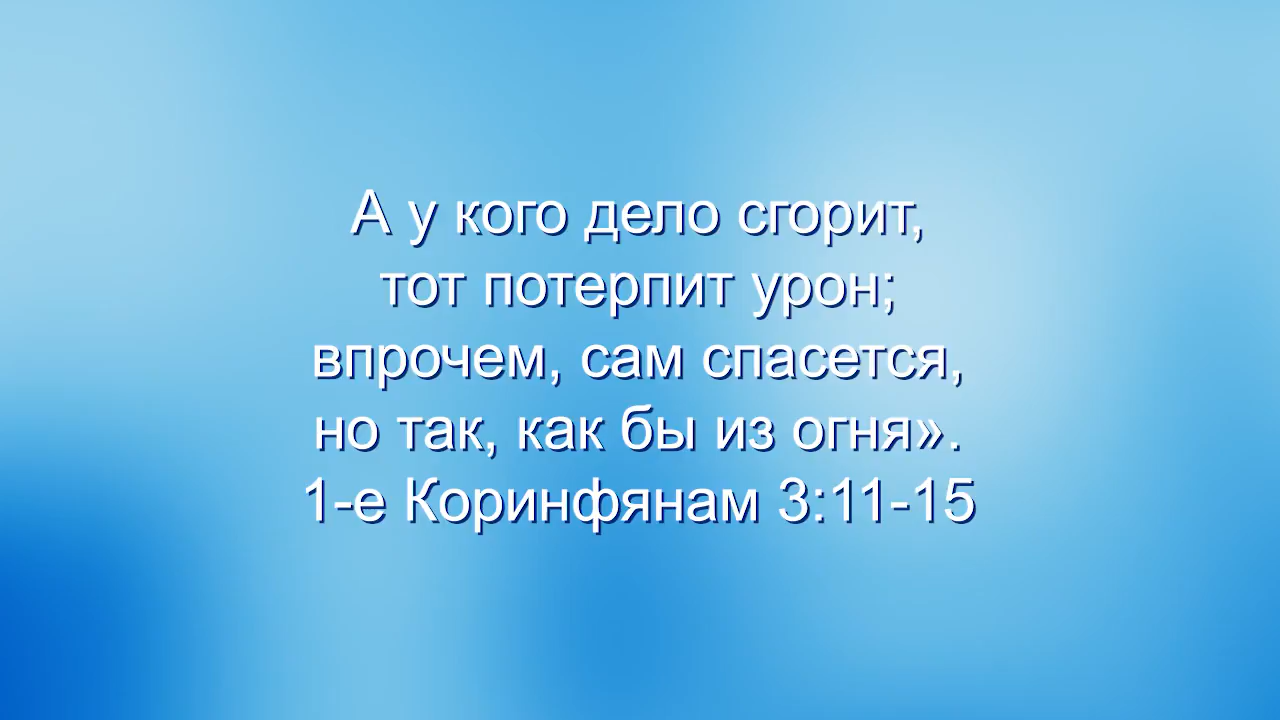 А у кого дело сгорит,
тот потерпит урон;
впрочем, сам спасется,
но так, как бы из огня».
1-е Коринфянам 3:11-15